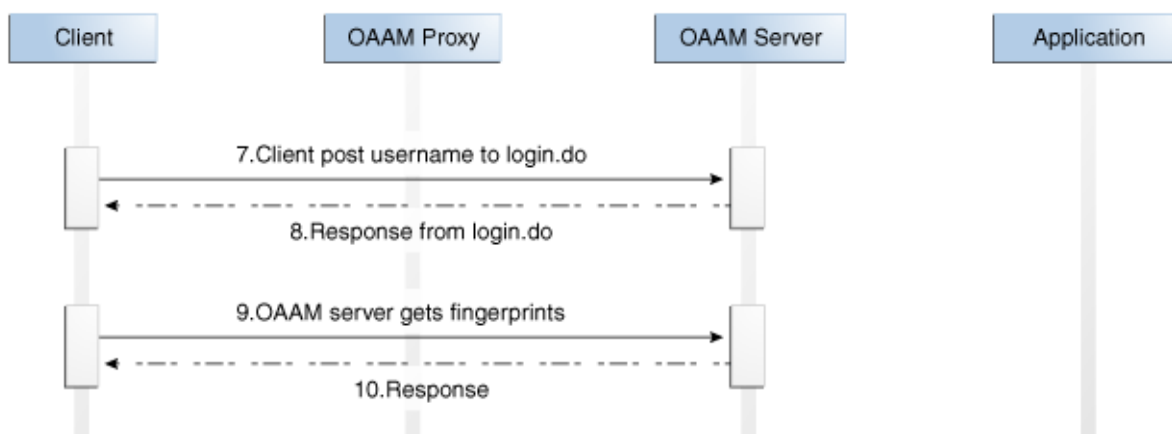 Client
OAAM Proxy
OAAM Server
Application
7.Client post username to login.do
8.Response from login.do
9.OAAM server gets fingerprints
10.Response